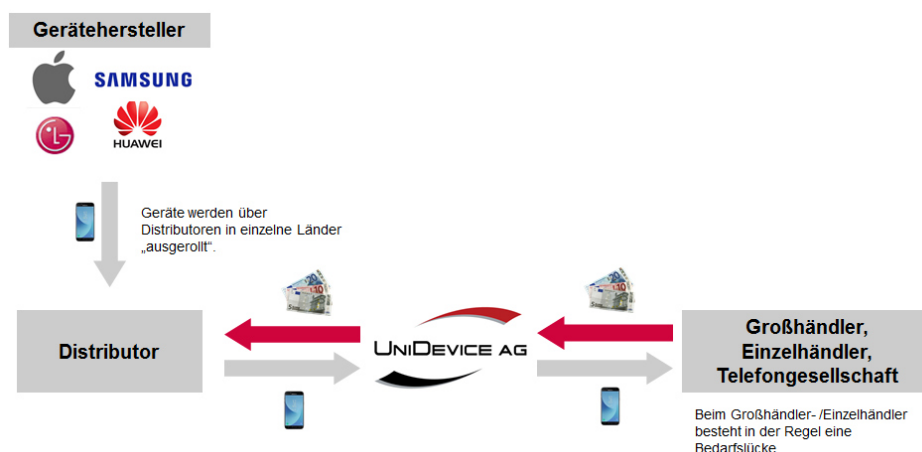 Gerätehersteller
SAMSUNG
LG
HUAWEI
Geräte werden über
Distributoren in einzelne Länder
„ausgerollt“.
Distributor
UNIDEVICE AG
Großhändler,
Einzelhändler,
Telefongesellschaft
Beim Großhändler- /Einzelhändler
besteht in der Regel eine
Bedarfslücke